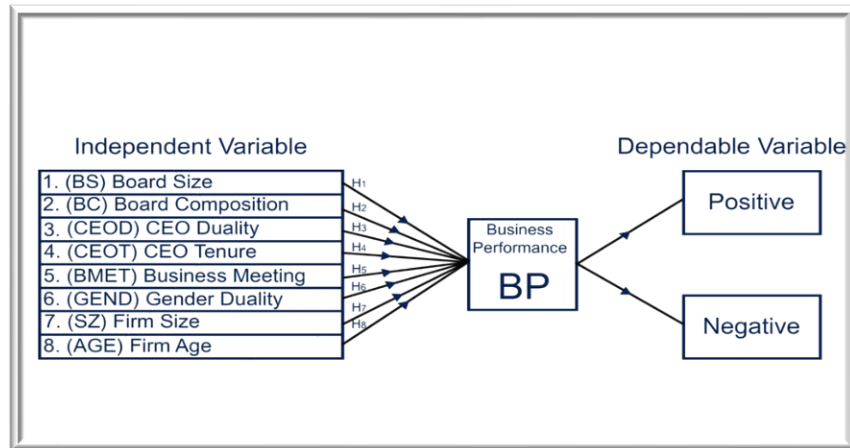 Independent Variable
Dependable Variable
1. (BS) Board Size
2. (BC) Board Composition
3. (CEOD) CEO Duality
4. (CEOT) CEO Tenure
5. (BMET) Business Meeting
6. (GEND) Gender Duality
7. (SZ) Firm Size
8. (AGE) Firm Age
H1
H2
H3
H4
H5
H6
H7
H8
Business
Performance
BP
Positive
Negative